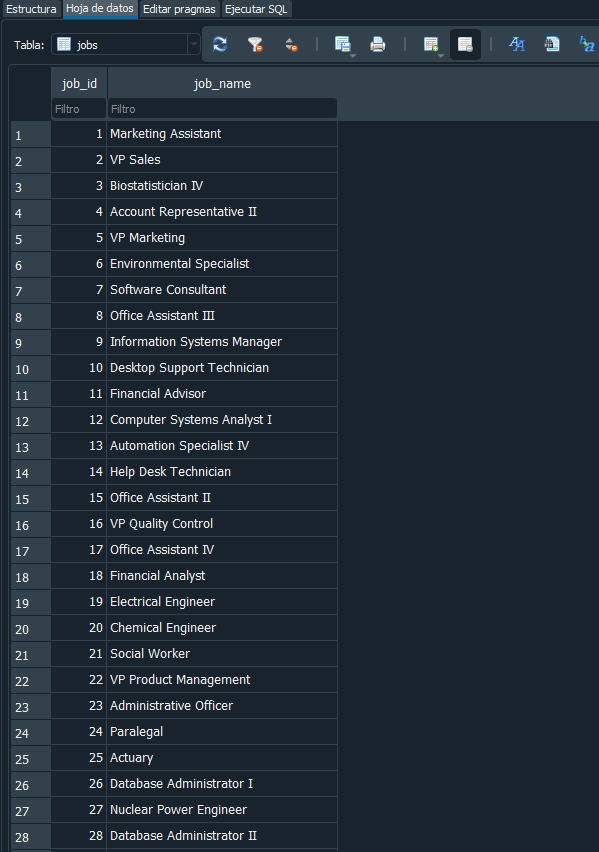 Estructura Hoja de datos Editar pragmas Ejecutar SQL
Tabla: jobs
job_id job_name
Filtro Filtro
1 1 Marketing Assistant
2 2 VP Sales
3 3 Biostatistician IV
4 4 Account Representative II
5 5 VP Marketing
6 6 Environmental Specialist
7 7 Software Consultant
8 8 Office Assistant III
9 9 Information Systems Manager
10 10 Desktop Support Technician
11 11 Financial Advisor
12 12 Computer Systems Analyst I
13 13 Automation Specialist IV
14 14 Help Desk Technician
15 15 Office Assistant II
16 16 VP Quality Control
17 17 Office Assistant IV
18 18 Financial Analyst
19 19 Electrical Engineer
20 20 Chemical Engineer
21 21 Social Worker
22 22 VP Product Management
23 23 Administrative Officer
24 24 Paralegal
25 25 Actuary
26 26 Database Administrator I
27 27 Nuclear Power Engineer
28 28 Database Administrator II